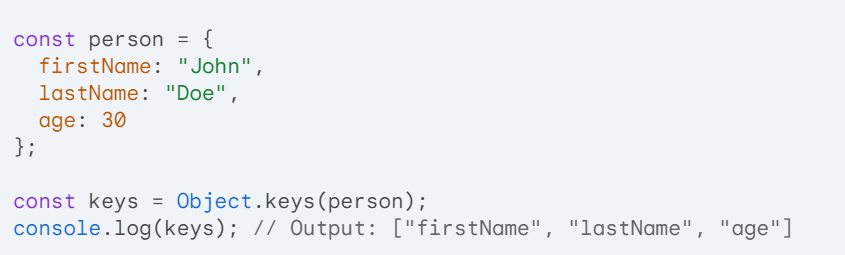 const person = {
  firstName: "John",
  lastName: "Doe",
  age: 30
};

const keys = Object.keys(person);
console.log(keys); // Output: ["firstName", "lastName", "age"]